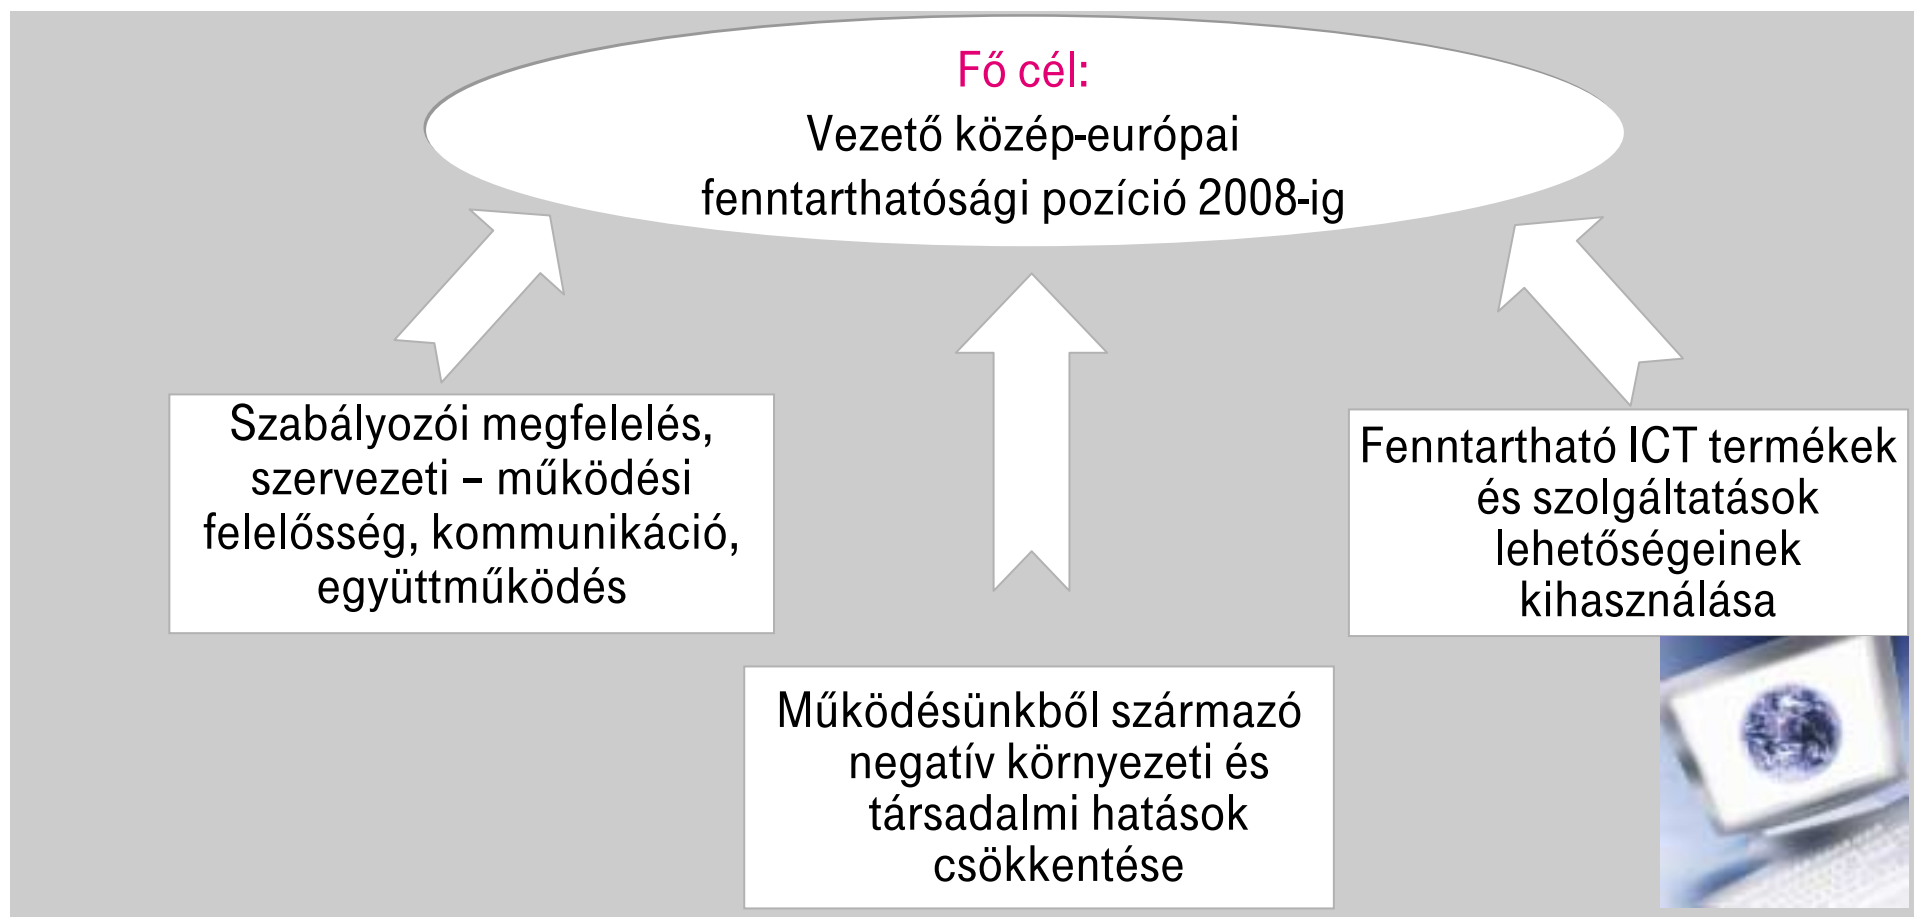 Fő cél:
Vezető közép-európai
fenntarthatósági pozíció 2008-ig
Szabályozói megfelelés,
szervezeti – működési
felelősség, kommunikáció,
együttműködés
Fenntartható ICT termékek
és szolgáltatások
lehetőségeinek
kihasználása
Működésünkből származó
negatív környezeti és
társadalmi hatások
csökkentése